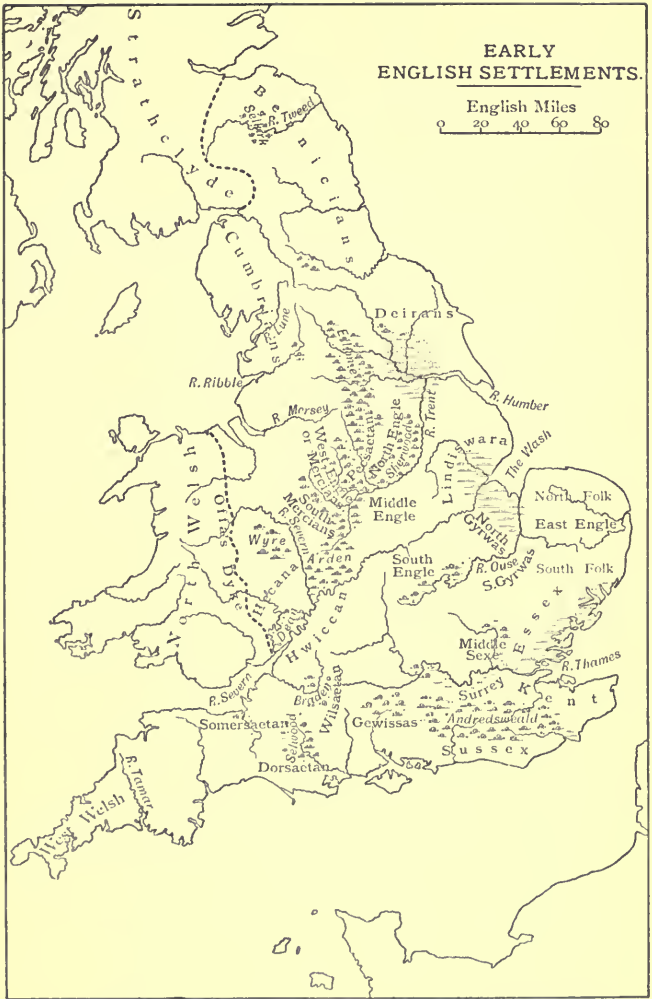 EARLY
ENGLISH SETTLEMENTS.
English Miles
0 20 40 60 80
Strathclyde
Bernicians
Selkirk
R. Tweed
Cumbrians
Lune
Deirans
Elmete
R. Ribble
R. Humber
R. Mersey
R. Trent
North Engle
Sherwood
Pecsaetan
West Engle
or
Mercians
Lindiswara
The Wash
South
Mercians
Middle
Engle
North
Gyrwas
North Folk
East Engle
South Folk
North Welsh
Offa's Dyke
R. Severn
Wyre
Arden
South
Engle
R. Ouse
S. Gyrwas
Hecana
Dean
Hwiccan
Essex
Middle
Sexe
R. Thames
R. Severn
Braden
Wilsaetan
Surrey
Kent
Somersaetan
Selwood
Gewissas
Andredsweald
Sussex
Dorsaetan
R. Tamar
West Welsh